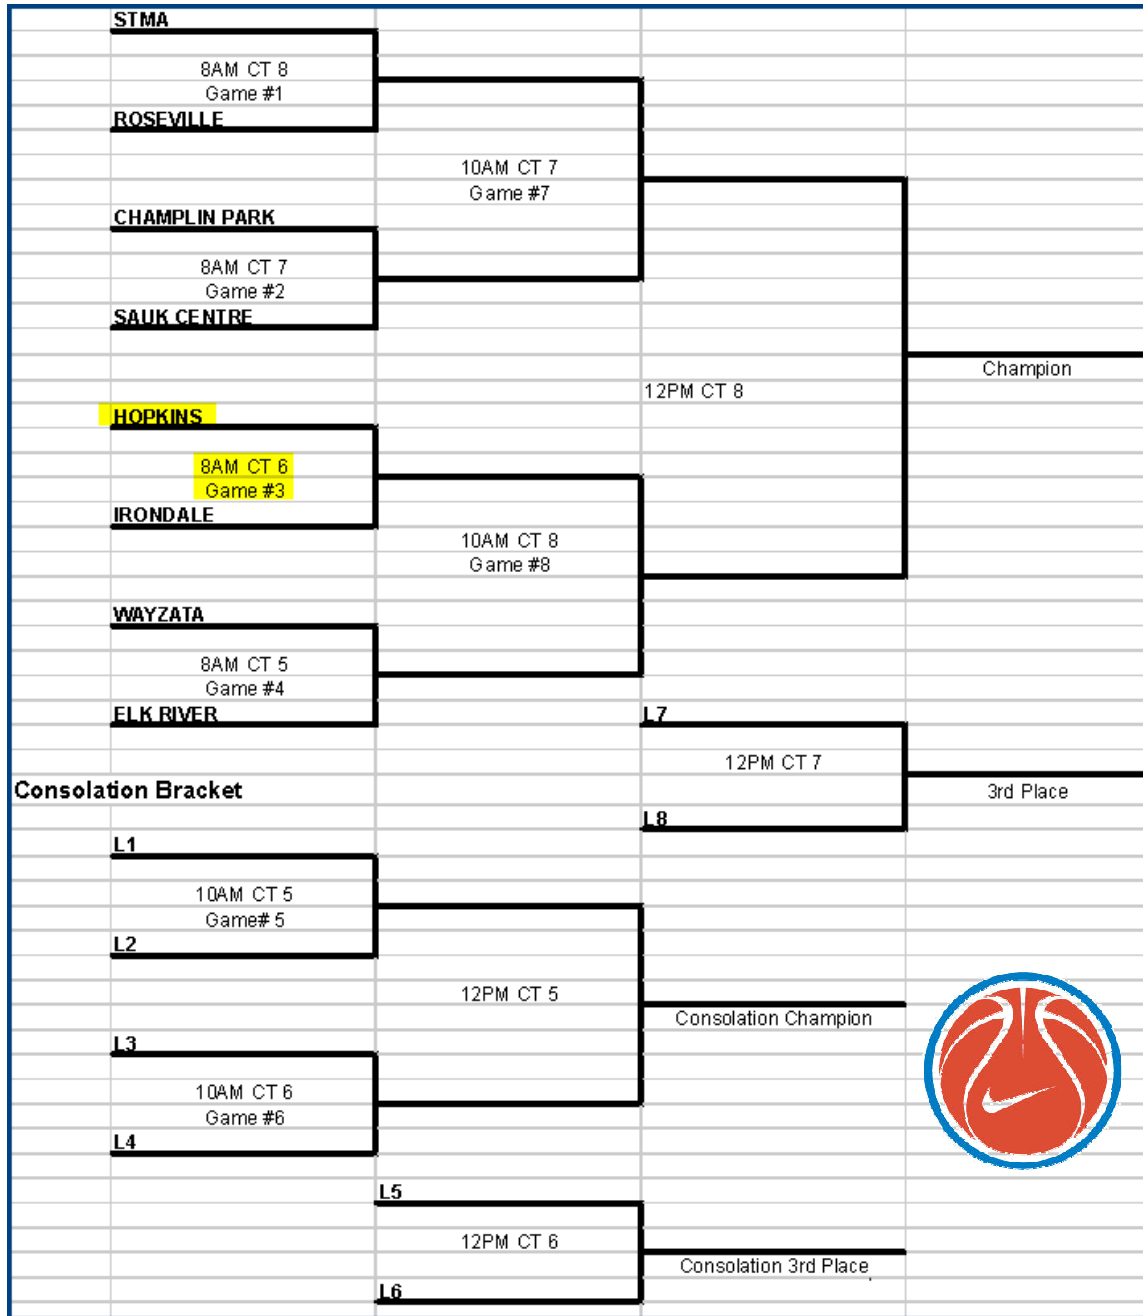 STMA
8AM CT 8
Game #1
ROSEVILLE
10AM CT 7
Game #7
CHAMPLIN PARK
8AM CT 7
Game #2
SAUK CENTRE
Champion
12PM CT 8
HOPKINS
8AM CT 6
Game #3
IRONDALE
10AM CT 8
Game #8
WAYZATA
8AM CT 5
Game #4
ELK RIVER
L7
12PM CT 7
Consolation Bracket
3rd Place
L8
L1
10AM CT 5
Game# 5
L2
12PM CT 5
Consolation Champion
L3
10AM CT 6
Game #6
L4
L5
12PM CT 6
Consolation 3rd Place
L6